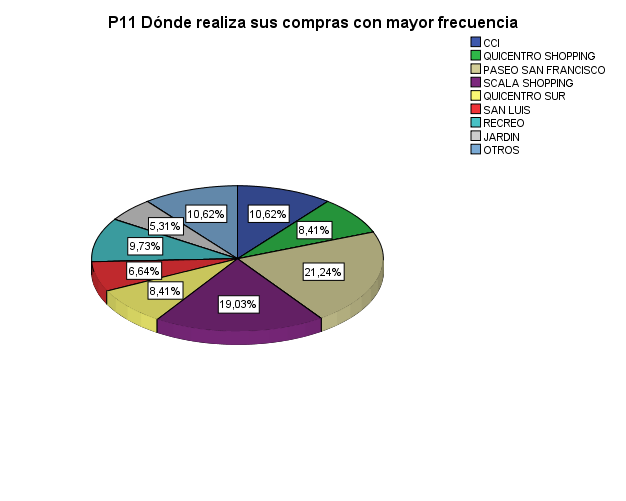 P11 Dónde realiza sus compras con mayor frecuencia
CCI
QUICENTRO SHOPPING
PASEO SAN FRANCISCO
SCALA SHOPPING
QUICENTRO SUR
SAN LUIS
RECREO
JARDIN
OTROS
10,62%
10,62%
5,31%
8,41%
9,73%
21,24%
6,64%
8,41%
19,03%